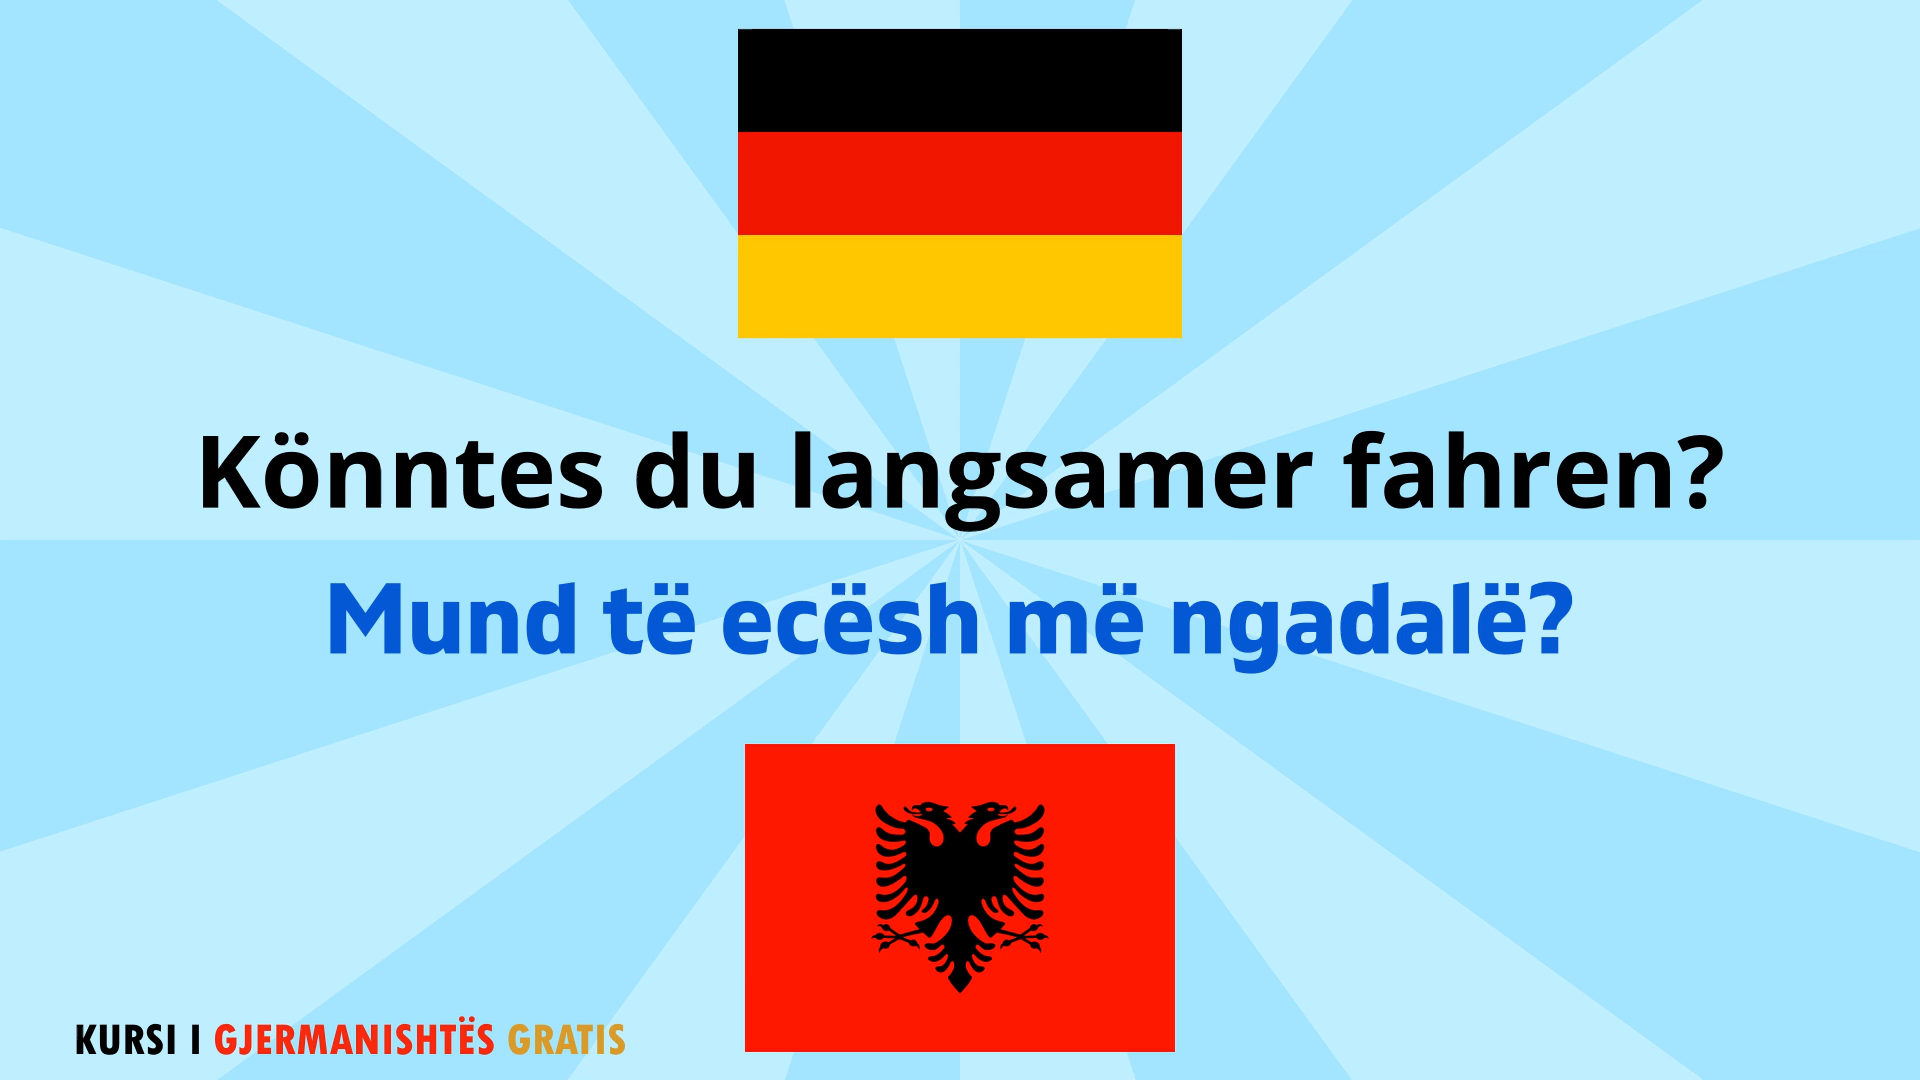 Könntes du langsamer fahren?
Mund të ecësh më ngadalë?
KURSI I GJERMANISHTËS GRATIS